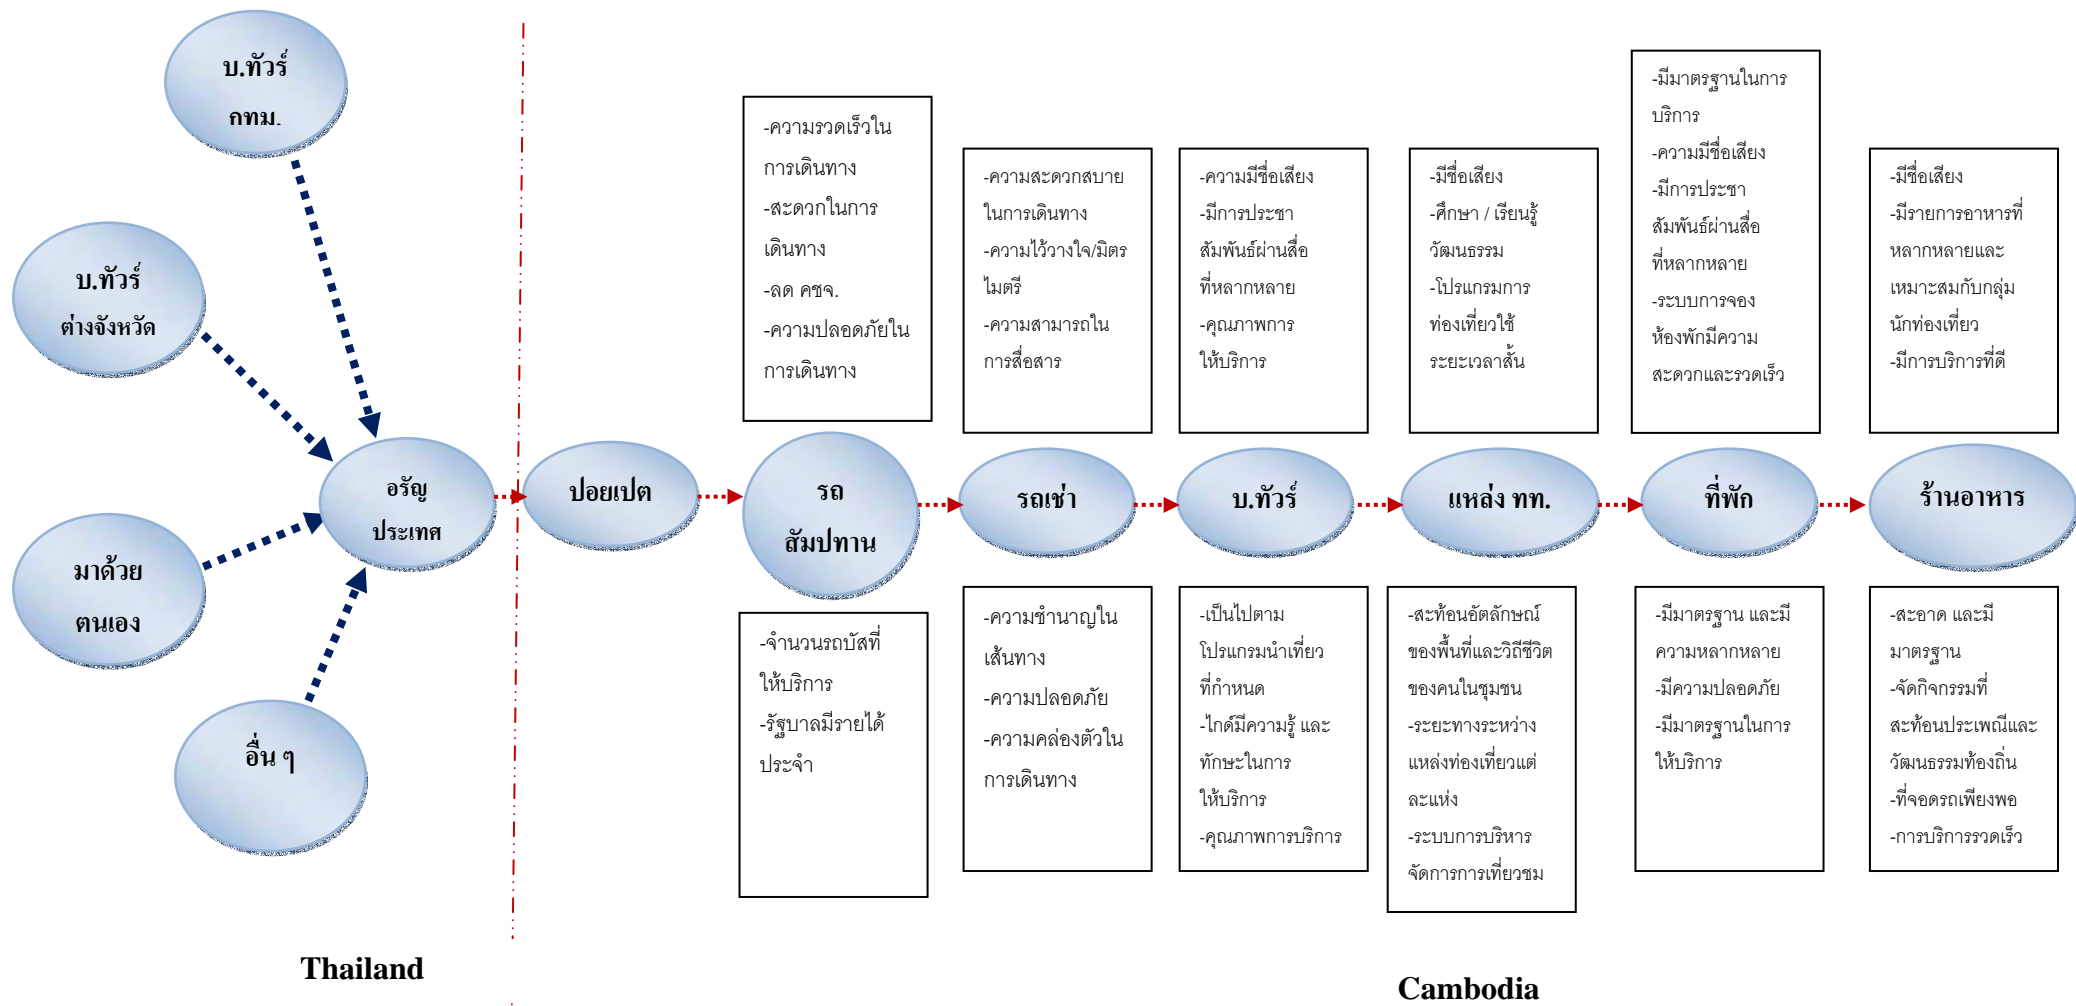 บ.ทัวร์
กทม.
บ.ทัวร์
ต่างจังหวัด
มาด้วย
ตนเอง
อื่น ๆ
อรัญ
ประเทศ
ปอยเปต
-ความรวดเร็วใน
การเดินทาง
-สะดวกในการ
เดินทาง
-ลด คชจ.
-ความปลอดภัยใน
การเดินทาง
รถ
สัมปทาน
-จำนวนรถบัสที่
ให้บริการ
-รัฐบาลมีรายได้
ประจำ
-ความสะดวกสบาย
ในการเดินทาง
-ความไว้วางใจ/มิตร
ไมตรี
-ความสามารถใน
การสื่อสาร
รถเช่า
-ความชำนาญใน
เส้นทาง
-ความปลอดภัย
-ความคล่องตัวใน
การเดินทาง
-ความมีชื่อเสียง
-มีการประชา
สัมพันธ์ผ่านสื่อ
ที่หลากหลาย
-คุณภาพการ
ให้บริการ
บ.ทัวร์
-เป็นไปตาม
โปรแกรมนำเที่ยว
ที่กำหนด
-ไกด์มีความรู้ และ
ทักษะในการ
ให้บริการ
-คุณภาพการบริการ
-มีชื่อเสียง
-ศึกษา / เรียนรู้
วัฒนธรรม
-โปรแกรมการ
ท่องเที่ยวใช้
ระยะเวลาสั้น
แหล่ง ทท.
-สะท้อนอัตลักษณ์
ของพื้นที่และวิถีชีวิต
ของคนในชุมชน
-ระยะทางระหว่าง
แหล่งท่องเที่ยวแต่
ละแห่ง
-ระบบการบริหาร
จัดการการเที่ยวชม
-มีมาตรฐานในการ
บริการ
-ความมีชื่อเสียง
-มีการประชา
สัมพันธ์ผ่านสื่อ
ที่หลากหลาย
-ระบบการจอง
ห้องพักมีความ
สะดวกและรวดเร็ว
ที่พัก
-มีมาตรฐาน และมี
ความหลากหลาย
-มีความปลอดภัย
-มีมาตรฐานในการ
ให้บริการ
-มีชื่อเสียง
-มีรายการอาหารที่
หลากหลายและ
เหมาะสมกับกลุ่ม
นักท่องเที่ยว
-มีการบริการที่ดี
ร้านอาหาร
-สะอาด และมี
มาตรฐาน
-จัดกิจกรรมที่
สะท้อนประเพณีและ
วัฒนธรรมท้องถิ่น
-ที่จอดรถเพียงพอ
-การบริการรวดเร็ว
Thailand
Cambodia